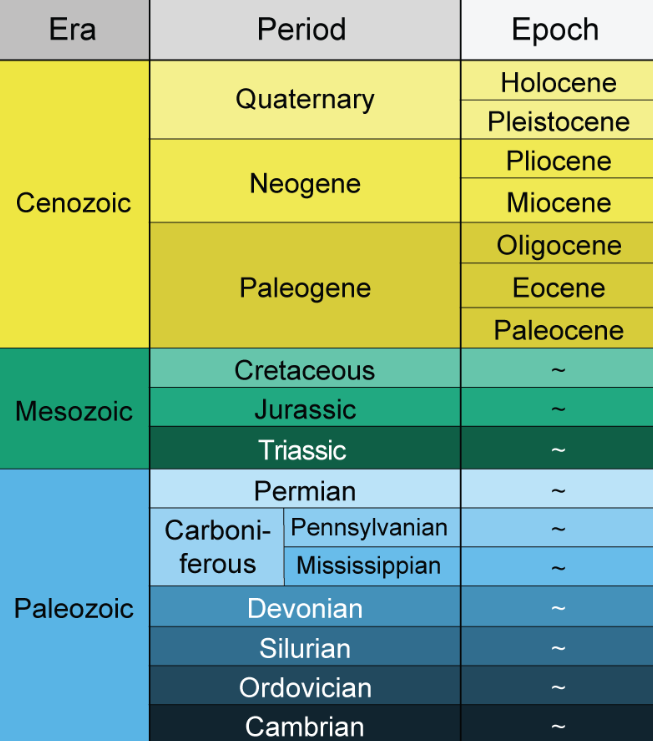 Era Period Epoch
Holocene
Quaternary
Pleistocene
Pliocene
Neogene
Miocene
Cenozoic
Oligocene
Paleogene Eocene
Paleocene
Cretaceous ~
Mesozoic Jurassic ~
Triassic ~
Permian ~
Carboni-
ferous
Pennsylvanian ~
Mississippian ~
Paleozoic Devonian ~
Silurian ~
Ordovician ~
Cambrian ~